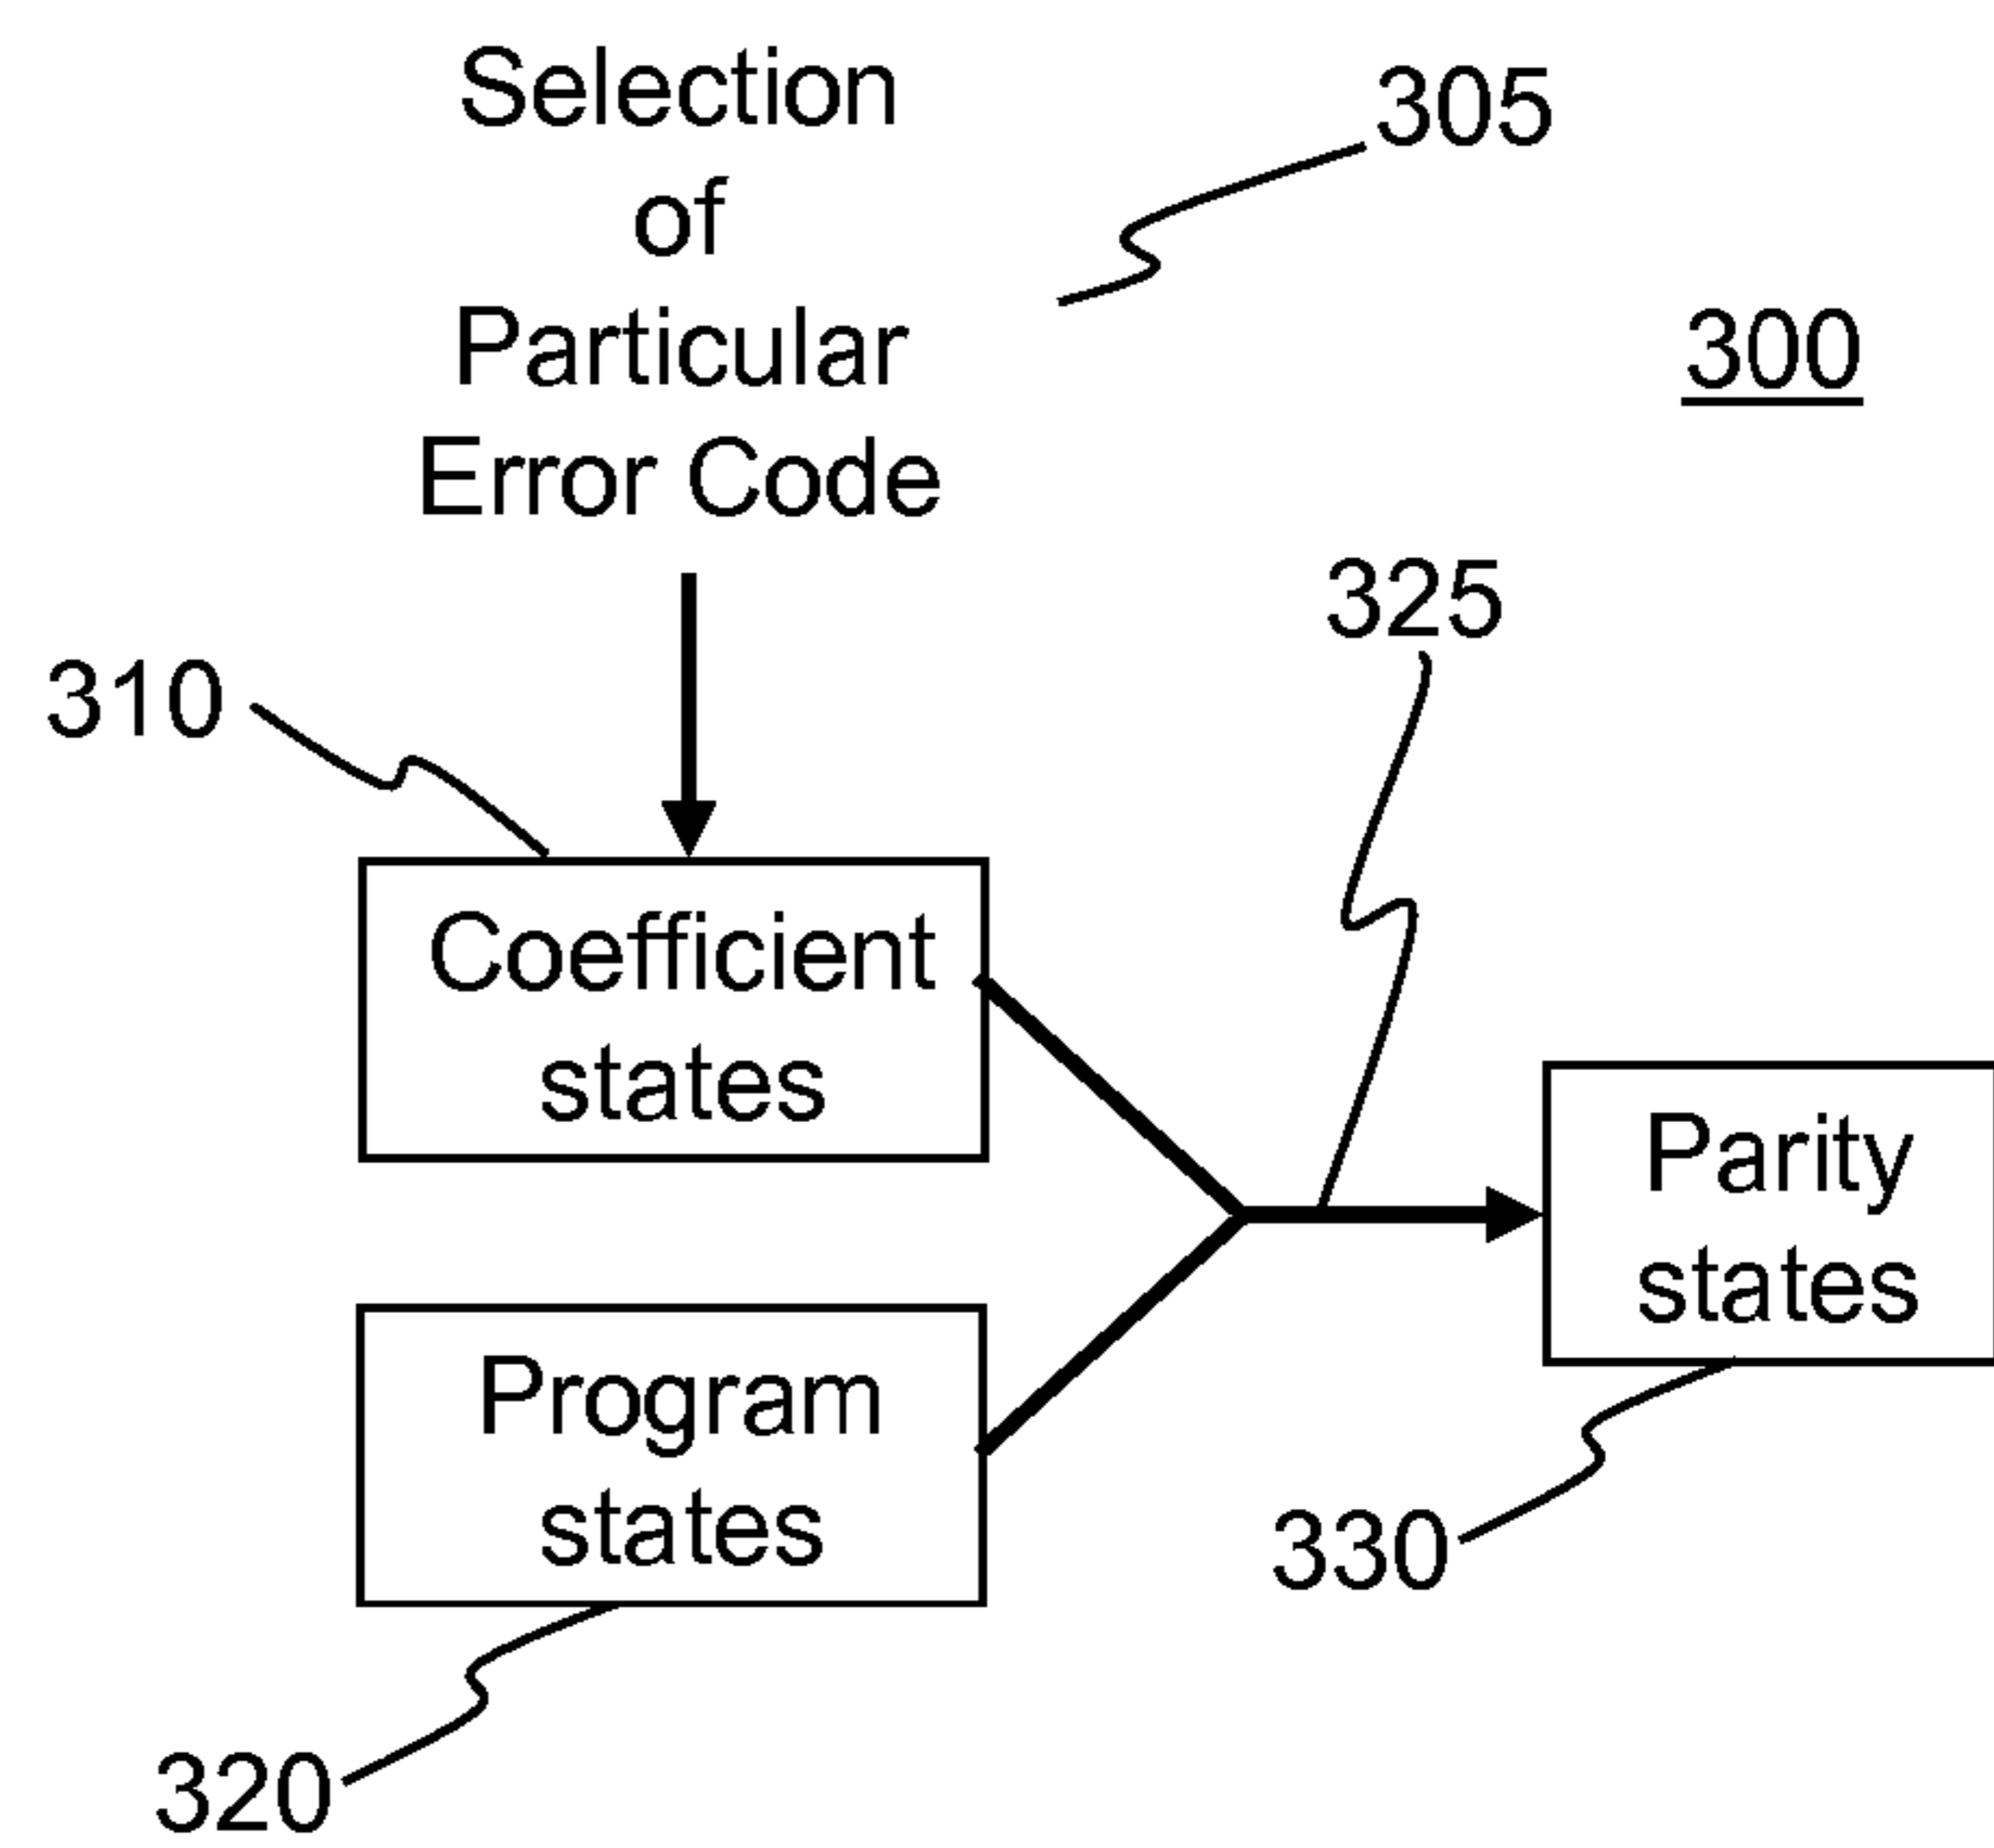 Selection
of
Particular
Error Code
305
300
325
310
Coefficient
states
Parity
states
Program
states
330
320